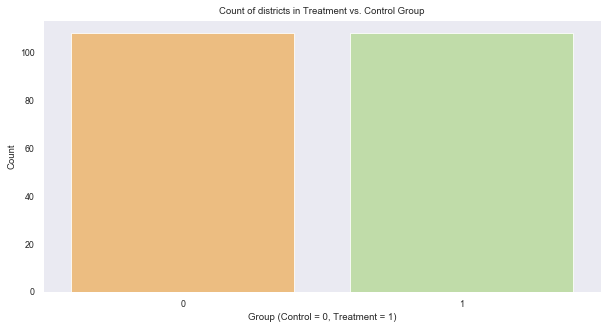 Count of districts in Treatment vs. Control Group
Count
100
80
60
40
20
0
0 1
Group (Control = 0, Treatment = 1)